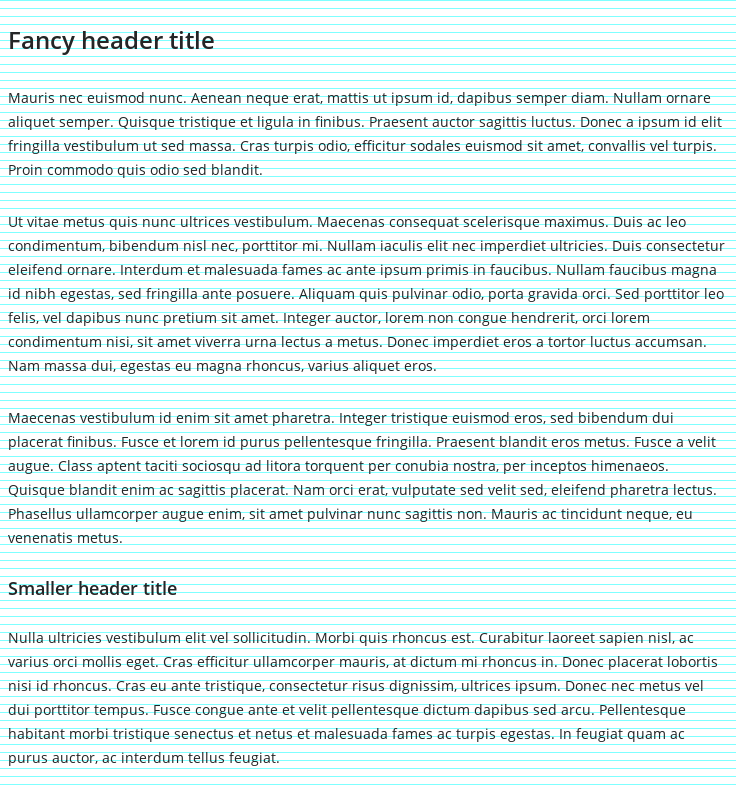 Fancy header title
Mauris nec euismod nunc. Aenean neque erat, mattis ut ipsum id, dapibus semper diam. Nullam ornare
aliquet semper. Quisque tristique et ligula in finibus. Praesent auctor sagittis luctus. Donec a ipsum id elit
fringilla vestibulum ut sed massa. Cras turpis odio, efficitur sodales euismod sit amet, convallis vel turpis.
Proin commodo quis odio sed blandit.
Ut vitae metus quis nunc ultrices vestibulum. Maecenas consequat scelerisque maximus. Duis ac leo
condimentum, bibendum nisl nec, porttitor mi. Nullam iaculis elit nec imperdiet ultricies. Duis consectetur
eleifend ornare. Interdum et malesuada fames ac ante ipsum primis in faucibus. Nullam faucibus magna
id nibh egestas, sed fringilla ante posuere. Aliquam quis pulvinar odio, porta gravida orci. Sed porttitor leo
felis, vel dapibus nunc pretium sit amet. Integer auctor, lorem non congue hendrerit, orci lorem
condimentum nisi, sit amet viverra urna lectus a metus. Donec imperdiet eros a tortor luctus accumsan.
Nam massa dui, egestas eu magna rhoncus, varius aliquet eros.
Maecenas vestibulum id enim sit amet pharetra. Integer tristique euismod eros, sed bibendum dui
placerat finibus. Fusce et lorem id purus pellentesque fringilla. Praesent blandit eros metus. Fusce a velit
augue. Class aptent taciti sociosqu ad litora torquent per conubia nostra, per inceptos himenaeos.
Quisque blandit enim ac sagittis placerat. Nam orci erat, vulputate sed velit sed, eleifend pharetra lectus.
Phasellus ullamcorper augue enim, sit amet pulvinar nunc sagittis non. Mauris ac tincidunt neque, eu
venenatis metus.
Smaller header title
Nulla ultricies vestibulum elit vel sollicitudin. Morbi quis rhoncus est. Curabitur laoreet sapien nisl, ac
varius orci mollis eget. Cras efficitur ullamcorper mauris, at dictum mi rhoncus in. Donec placerat lobortis
nisi id rhoncus. Cras eu ante tristique, consectetur risus dignissim, ultrices ipsum. Donec nec metus vel
dui porttitor tempus. Fusce congue ante et velit pellentesque dictum dapibus sed arcu. Pellentesque
habitant morbi tristique senectus et netus et malesuada fames ac turpis egestas. In feugiat quam ac
purus auctor, ac interdum tellus feugiat.